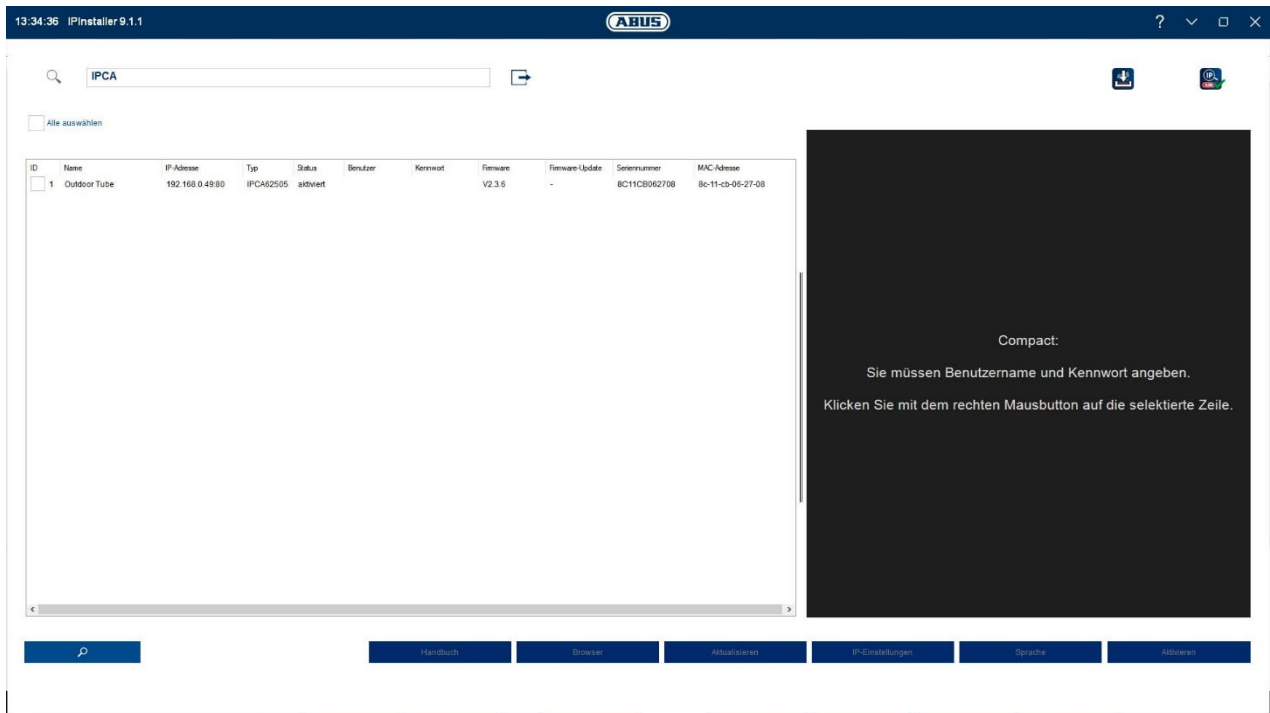 13:34:36 IPInstaller 9.1.1
ABUS
?
IPCA
Alle auswählen
ID Name IP-Adresse Typ Status Benutzer Kennwort Firmware Firmware-Update Seriennummer MAC-Adresse
1 Outdoor Tube 192.168.0.49:80 IPCA62505 aktiviert V2.3.6 - 8C11CB062708 8c-11-cb-06-27-08
Compact:
Sie müssen Benutzername und Kennwort angeben.
Klicken Sie mit dem rechten Mausbutton auf die selektierte Zeile.
Handbuch Browser Aktualisieren IP-Einstellungen Sprache Aktivieren